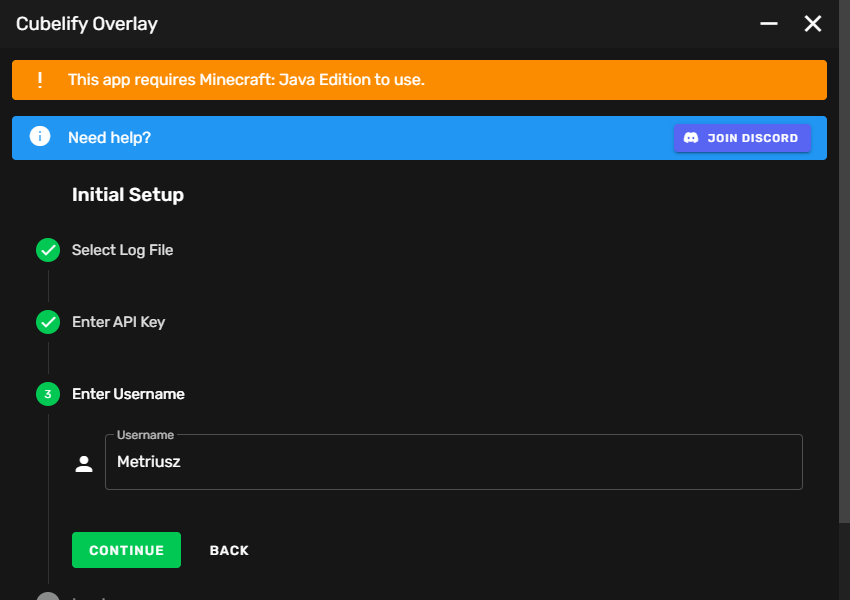 Cubelify Overlay
This app requires Minecraft: Java Edition to use.
Need help?
JOIN DISCORD
Initial Setup
Select Log File
Enter API Key
3 Enter Username
Username
Metriusz
CONTINUE BACK